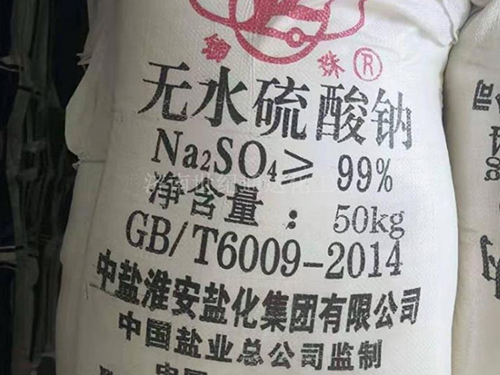 珠®
无水硫酸钠
Na₂SO₄≥99%
净含量：50kg
GB/T6009-2014
中盐淮安盐化集团有限公司
中国盐业总公司监制